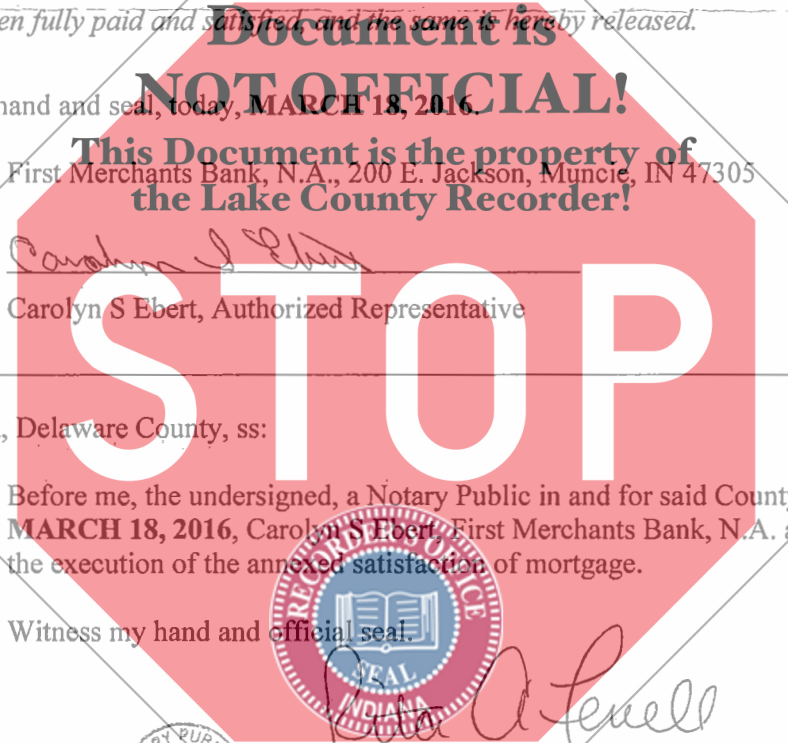 en fully paid and satisfied, and the same is hereby released.
Document is
NOT OFFICIAL!
hand and seal, today, MARCH 18, 2016.
This Document is the property of
First Merchants Bank, N.A., 200 E. Jackson, Muncie, IN 47305
the Lake County Recorder!
Carolyn S Ebert
Carolyn S Ebert, Authorized Representative
STOP
, Delaware County, ss:
Before me, the undersigned, a Notary Public in and for said County
MARCH 18, 2016, Carolyn S Ebert, First Merchants Bank, N.A. a
the execution of the annexed satisfaction of mortgage.
RECORDER'S OFFICE
Witness my hand and official seal.
SEAL
INDIANA
Rita A